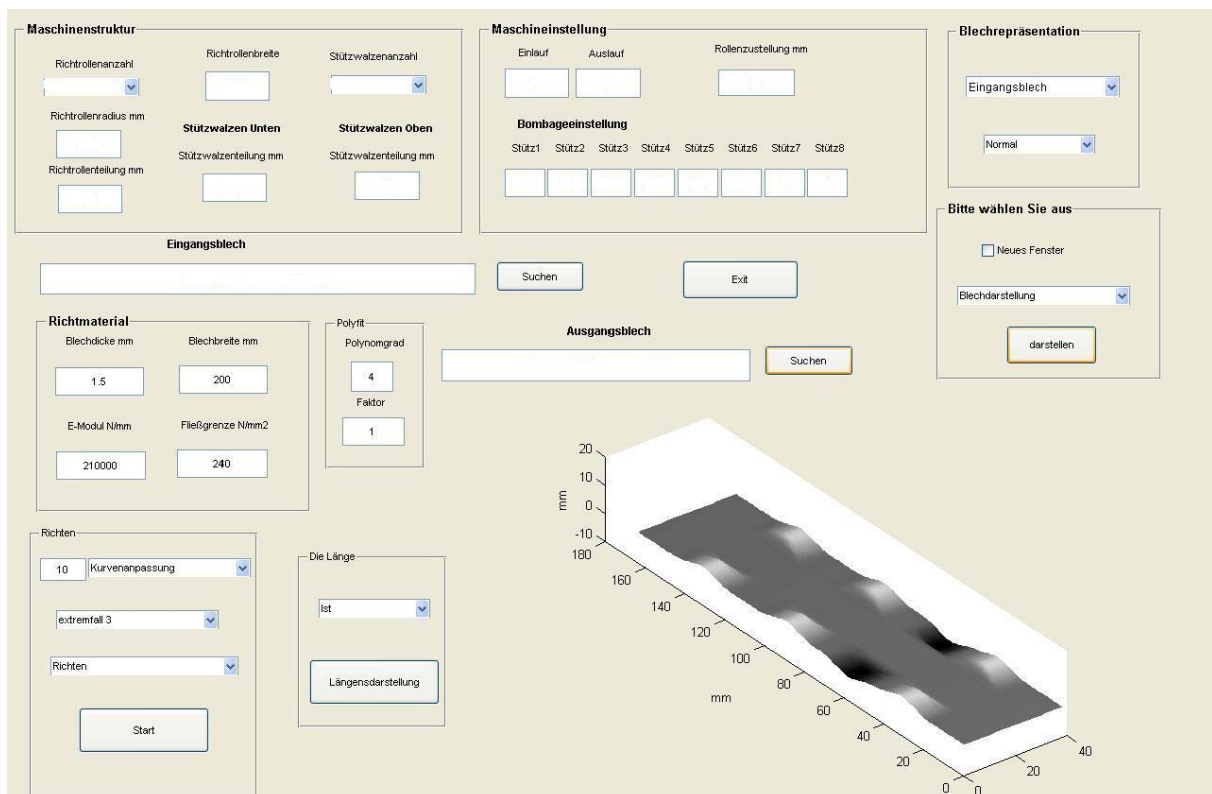 Maschinenstruktur
Richtrollenanzahl
Richtrollenbreite
Stützwalzenanzahl
Richtrollenradius mm
Stützwalzen Unten
Stützwalzen Oben
Richtrollenteilung mm
Stützwalzenteilung mm
Stützwalzenteilung mm
Maschineinstellung
Einlauf
Auslauf
Rollenzustellung mm
Bombageeinstellung
Stütz1 Stütz2 Stütz3 Stütz4 Stütz5 Stütz6 Stütz7 Stütz8
Blechrepräsentation
Eingangsblech
Normal
Bitte wählen Sie aus
Neues Fenster
Blechdarstellung
darstellen
Eingangsblech
Suchen
Exit
Richtmaterial
Blechdicke mm
Blechbreite mm
1.5
200
E-Modul N/mm
Fließgrenze N/mm2
210000
240
Polyfit
Polynomgrad
4
Faktor
1
Ausgangsblech
Suchen
Richten
10
Kurvenanpassung
extremfall 3
Richten
Start
Die Länge
Ist
Längensdarstellung
20
10
0
-10
mm
180
160
140
120
100
80
60
40
20
0
mm
0
20
40